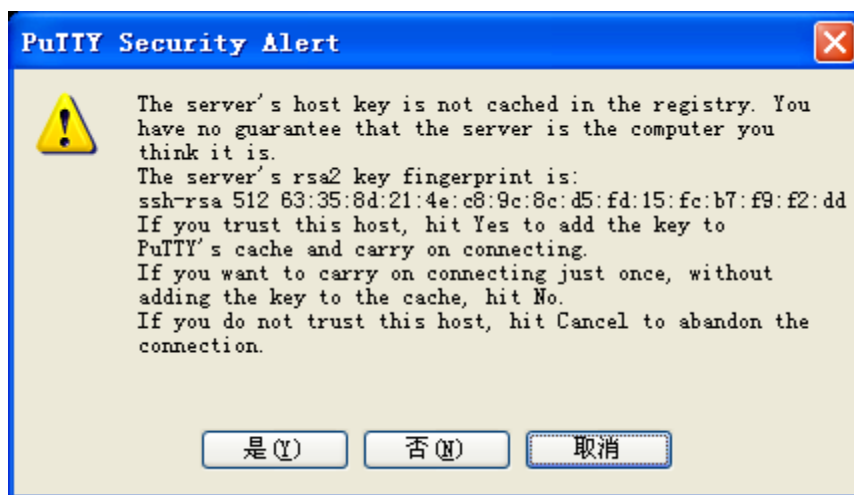 PuTTY Security Alert
The server's host key is not cached in the registry. You
have no guarantee that the server is the computer you
think it is.
The server's rsa2 key fingerprint is:
ssh-rsa 512 63:35:8d:21:4e:c8:9c:8c:d5:fd:15:fc:b7:f9:f2:dd
If you trust this host, hit Yes to add the key to
PuTTY's cache and carry on connecting.
If you want to carry on connecting just once, without
adding the key to the cache, hit No.
If you do not trust this host, hit Cancel to abandon the
connection.
是(Y) 否(N) 取消